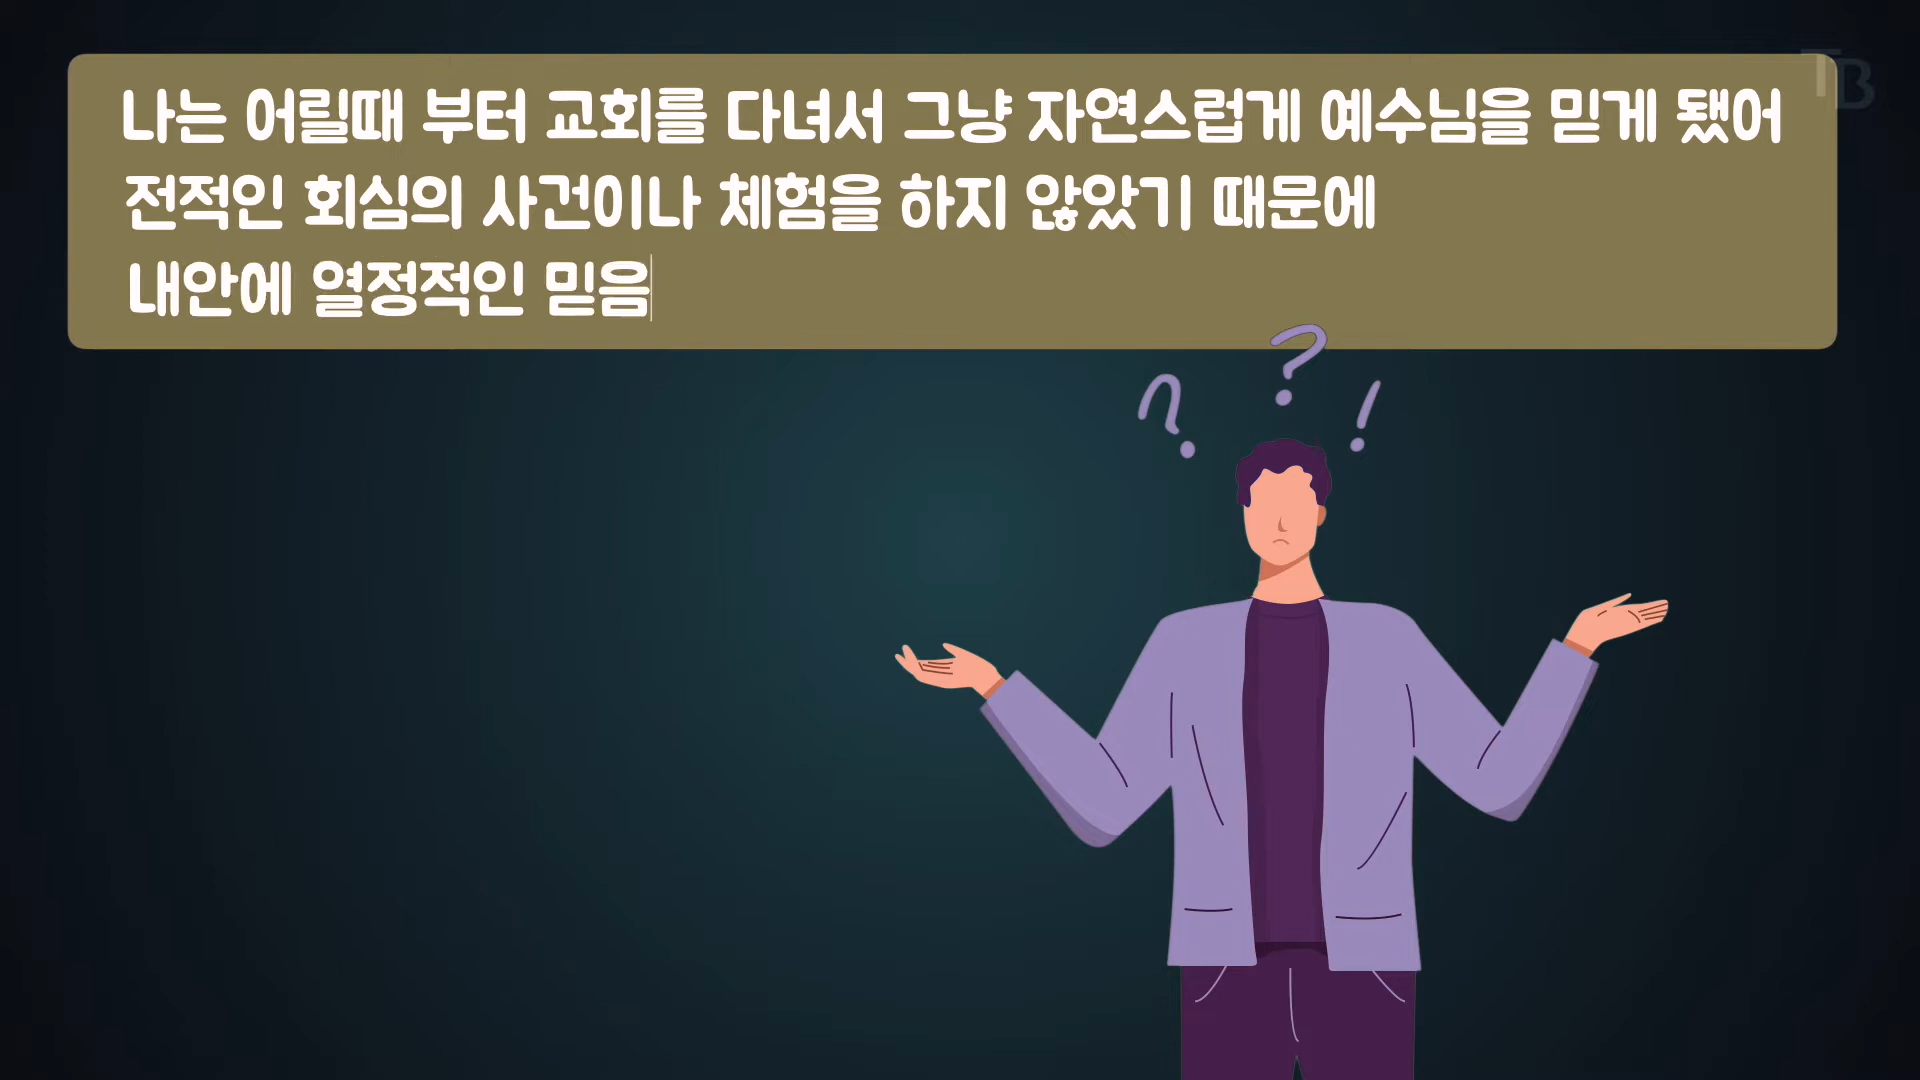 나는 어릴때 부터 교회를 다녀서 그냥 자연스럽게 예수님을 믿게 됐어
전적인 회심의 사건이나 체험을 하지 않았기 때문에
내안에 열정적인 믿음
? ? !
TB